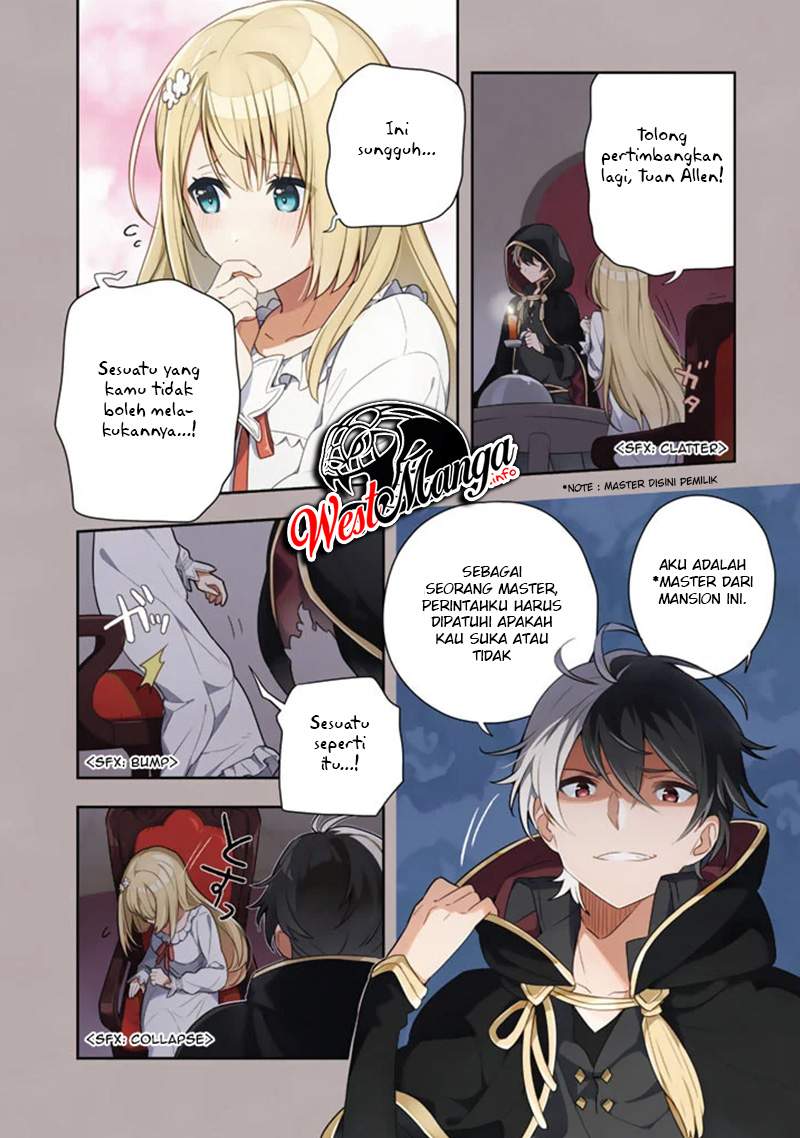 Tolong
pertimbangkan
lagi, Tuan Allen!
ガタ
<SFX: CLATTER>
Ini
sungguh...
Sesuatu yang
kamu tidak
boleh mela-
kukannya...!
WestManga
.info
*NOTE : MASTER DISINI PEMILIK
AKU ADALAH
*MASTER DARI
MANSION INI.
SEBAGAI
SEORANG MASTER,
PERINTAHKU HARUS
DIPATUHI APAKAH
KAU SUKA ATAU
TIDAK
ガッ
<SFX: BUMP>
Sesuatu
seperti
itu...!
とすっ
<SFX: COLLAPSE>